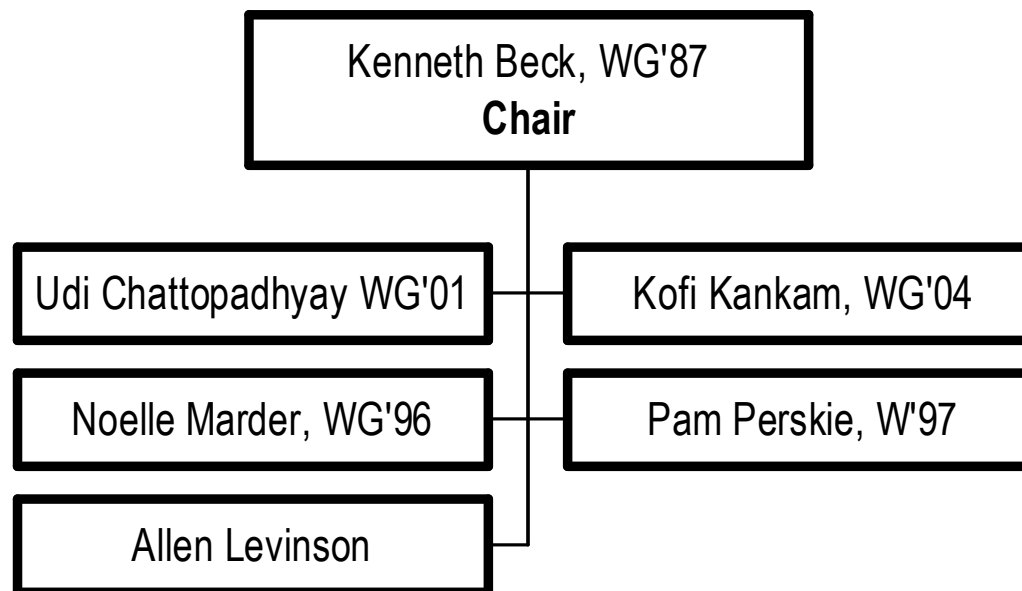 Kenneth Beck, WG'87
Chair
Udi Chattopadhyay WG'01
Kofi Kankam, WG'04
Noelle Marder, WG'96
Pam Perskie, W'97
Allen Levinson